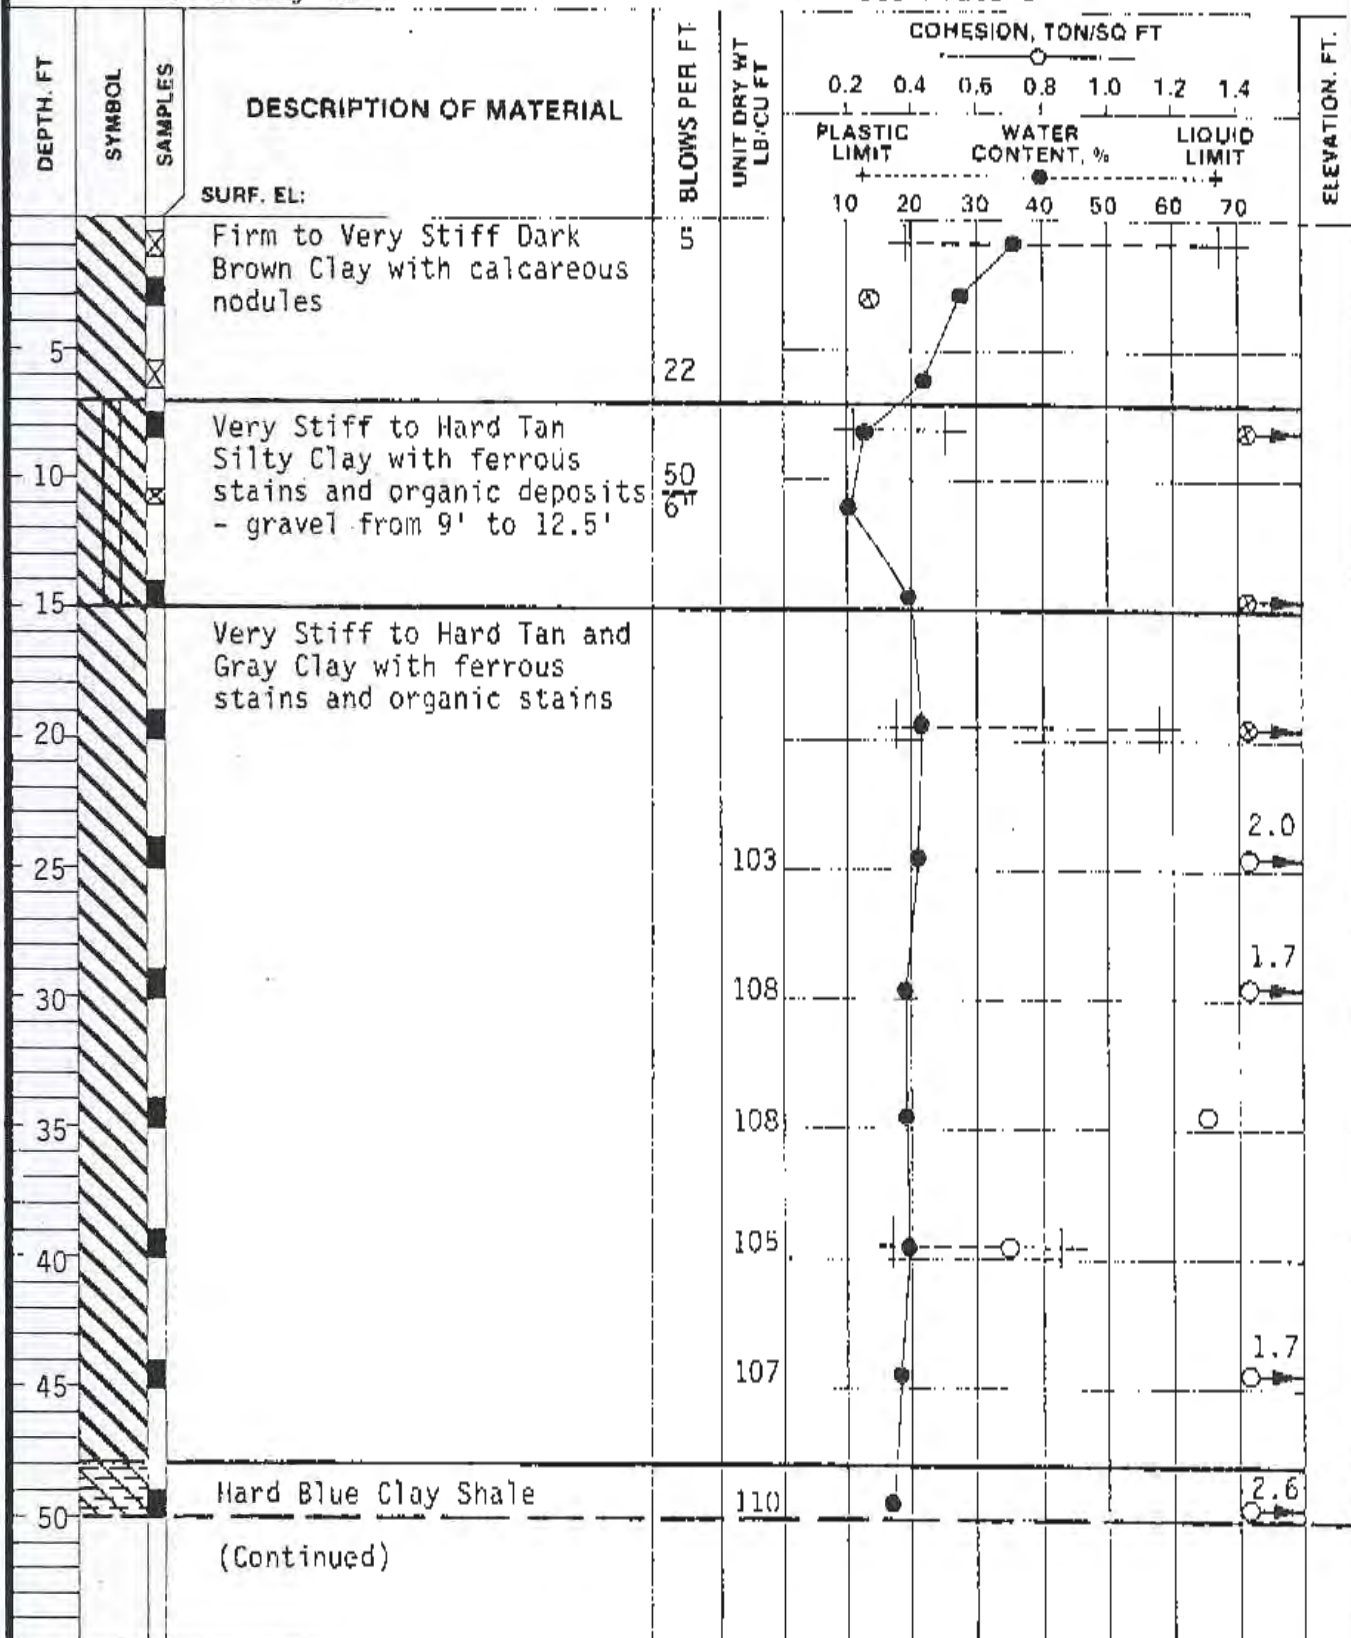 COHESION, TON/SQ FT
0.2 0.4 0.6 0.8 1.0 1.2 1.4
DEPTH. FT
SYMBOL
SAMPLES
DESCRIPTION OF MATERIAL
BLOWS PER FT.
UNIT DRY WT
LB/CU FT
PLASTIC LIMIT
WATER CONTENT, %
LIQUID LIMIT
ELEVATION. FT.
SURF. EL:
10 20 30 40 50 60 70
Firm to Very Stiff Dark
5
Brown Clay with calcareous
nodules
5
22
Very Stiff to Hard Tan
Silty Clay with ferrous
10
stains and organic deposits
50
6"
- gravel from 9' to 12.5'
15
Very Stiff to Hard Tan and
Gray Clay with ferrous
stains and organic stains
20
2.0
25
103
1.7
30
108
35
108
40
105
1.7
45
107
Hard Blue Clay Shale
110
2.6
50
(Continued)